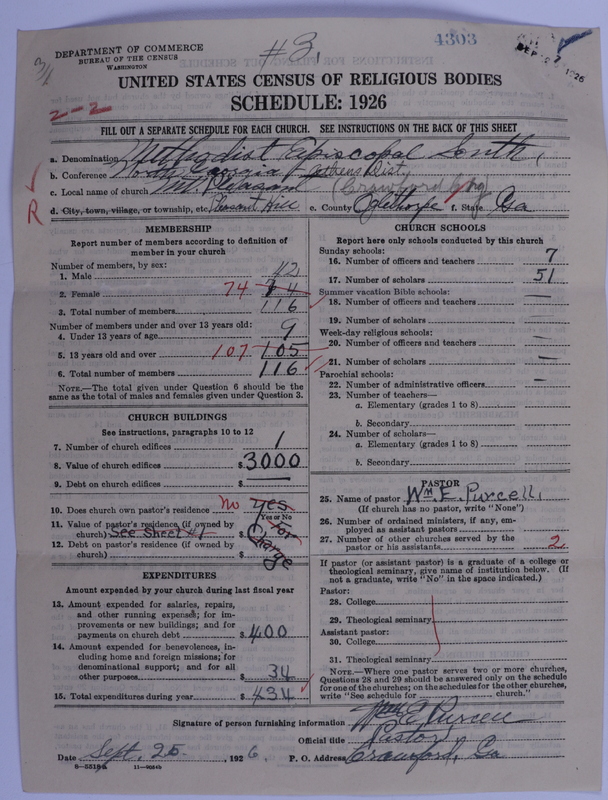 #3,
4303
DEPARTMENT OF COMMERCE
BUREAU OF THE CENSUS
WASHINGTON
UNITED STATES CENSUS OF RELIGIOUS BODIES
SCHEDULE: 1926
2-2
FILL OUT A SEPARATE SCHEDULE FOR EACH CHURCH. SEE INSTRUCTIONS ON THE BACK OF THIS SHEET
a. Denomination Methodist Episcopal South,
b. Conference North Georgia Athens Dist,
c. Local name of church Mt. Pleasant (Crawford Chg)
R
d. City, town, village, or township, etc. Pleasant Hill e. County Oglethorpe f. State Ga
MEMBERSHIP
Report number of members according to definition of member in your church
Number of members, by sex:
1. Male 42
2. Female 74 74
3. Total number of members 116
Number of members under and over 13 years old:
4. Under 13 years of age 9
5. 13 years old and over 107 105
6. Total number of members 116
NOTE.—The total given under Question 6 should be
same as the total of males and females given under Question 3.
CHURCH BUILDINGS
See instructions, paragraphs 10 to 12
7. Number of church edifices 1
8. Value of church edifices $3000
9. Debt on church edifices $ —
10. Does church own pastor's residence no Yes
Yes or No
11. Value of pastor's residence (if owned by
church) See Sheet #1 $ for
12. Debt on pastor's residence (if owned by
church) $ Charge
EXPENDITURES
Amount expended by your church during last fiscal year
13. Amount expended for salaries, repairs,
and other running expense; for im-
provements or new buildings; and for
payments on church debt $400
14. Amount expended for benevolences, in-
cluding home and foreign missions; for
denominational support; and for all
other purposes $ 34
15. Total expenditures during year $434
CHURCH SCHOOLS
Report here only schools conducted by this church
Sunday schools:
16. Number of officers and teachers 7
17. Number of scholars 51
Summer vacation Bible schools:
18. Number of officers and teachers —
19. Number of scholars —
Week-day religious schools:
20. Number of officers and teachers —
21. Number of scholars —
Parochial schools:
22. Number of administrative officers —
23. Number of teachers—
a. Elementary (grades 1 to 8)
b. Secondary
24. Number of scholars—
a. Elementary (grades 1 to 8)
b. Secondary
PASTOR
25. Name of pastor Wm. E. Purcell,
(If church has no pastor, write "None")
26. Number of ordained ministers, if any, em-
ployed as assistant pastors
27. Number of other churches served by the
pastor or his assistants 2
If pastor (or assistant pastor) is a graduate of a college or
theological seminary, give name of institution below. (If
not a graduate, write "No" in the space indicated.)
Pastor:
28. College
29. Theological seminary
Assistant pastor:
30. College
31. Theological seminary
NOTE.—Where one pastor serves two or more churches,
Questions 28 and 29 should be answered only on the schedule
for one of the churches; on the schedules for the other churches,
write "See schedule for ______ church."
Signature of person furnishing information Wm E Purcell
Official title Pastor
Date Sept. 25, 1926. P. O. Address Crawford, Ga
8—5518a 11—9054b